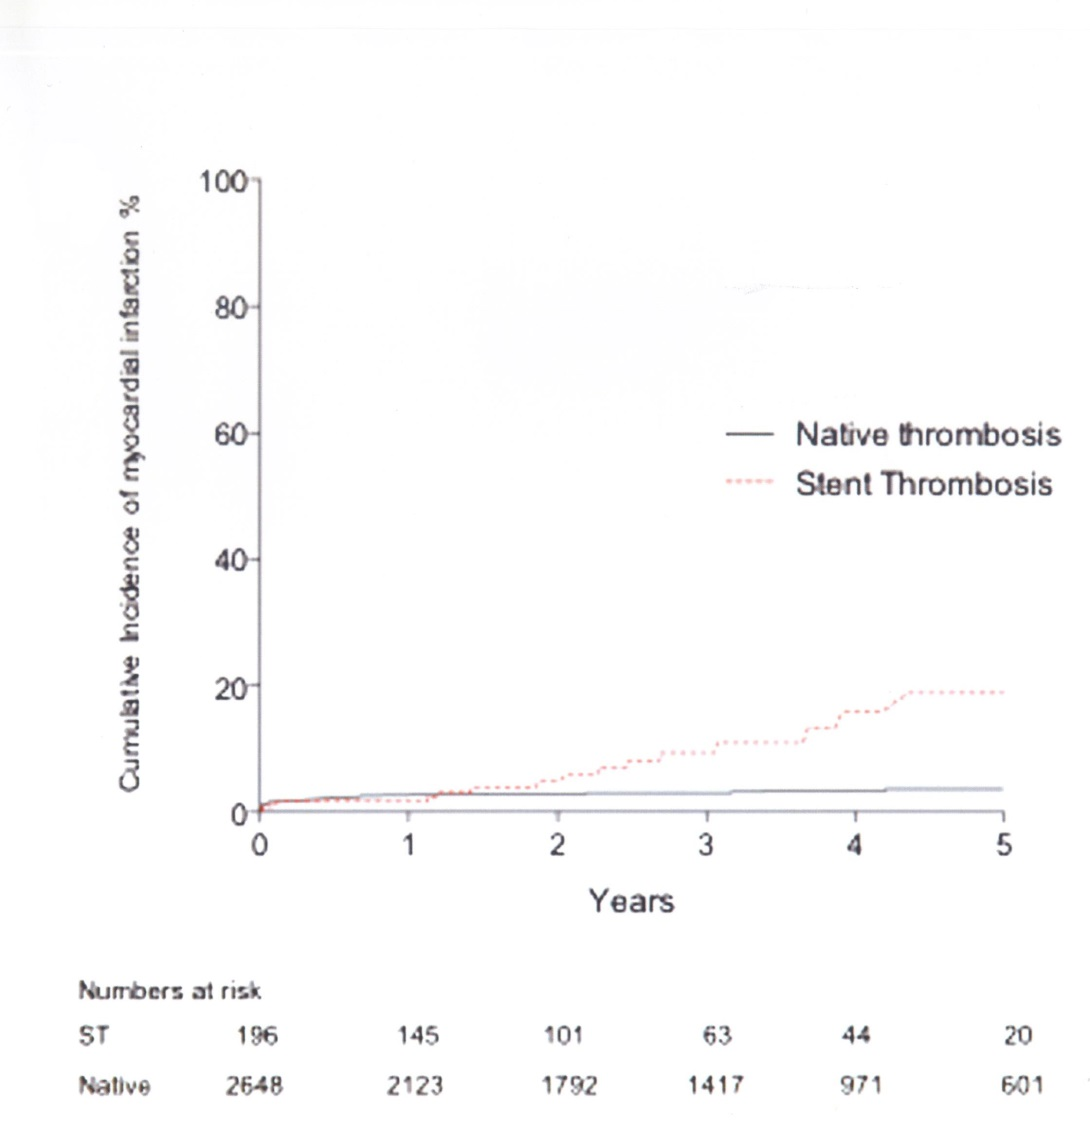 Cumulative Incidence of myocardial infarction %
100
80
60
40
20
0
Native thrombosis
Stent Thrombosis
0 1 2 3 4 5
Years
Numbers at risk
ST 196 145 101 63 44 20
Native 2648 2123 1792 1417 971 601